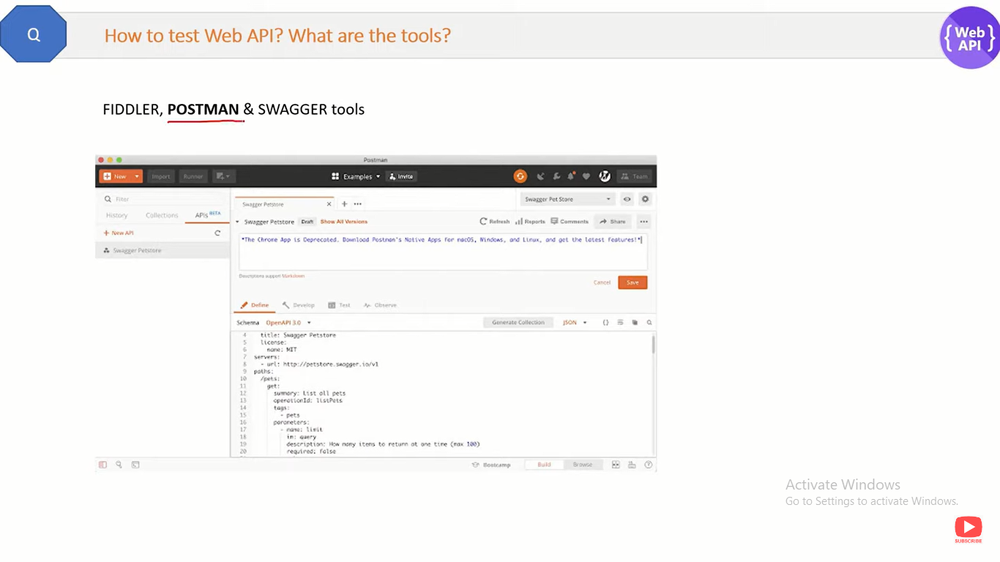 Q
How to test Web API? What are the tools?
{Web
API}
FIDDLER, POSTMAN & SWAGGER tools
Postman
New
Import
Runner
Examples
Invite
Team
Filter
Swagger Petstore
Swagger Pet Store
History
Collections
APIs BETA
Swagger Petstore
Draft
Show All Versions
Refresh
Reports
Comments
Share
+ New API
*The Chrome App is Deprecated. Download Postman's Native Apps for macOS, Windows, and Linux, and get the latest features!*
Swagger Petstore
Descriptions support Markdown
Cancel
Save
Define
Develop
Test
Observe
Schema
OpenAPI 3.0
Generate Collection
JSON
4 title: Swagger Petstore
5 license:
6 name: MIT
7 servers:
8 - url: http://petstore.swagger.io/v1
9 paths:
10 /pets:
11 get:
12 summary: List all pets
13 operationId: listPets
14 tags:
15 - pets
16 parameters:
17 - name: limit
18 in: query
19 description: How many items to return at one time (max 100)
20 required: false
Bootcamp
Build
Browse
Activate Windows
Go to Settings to activate Windows.
SUBSCRIBE